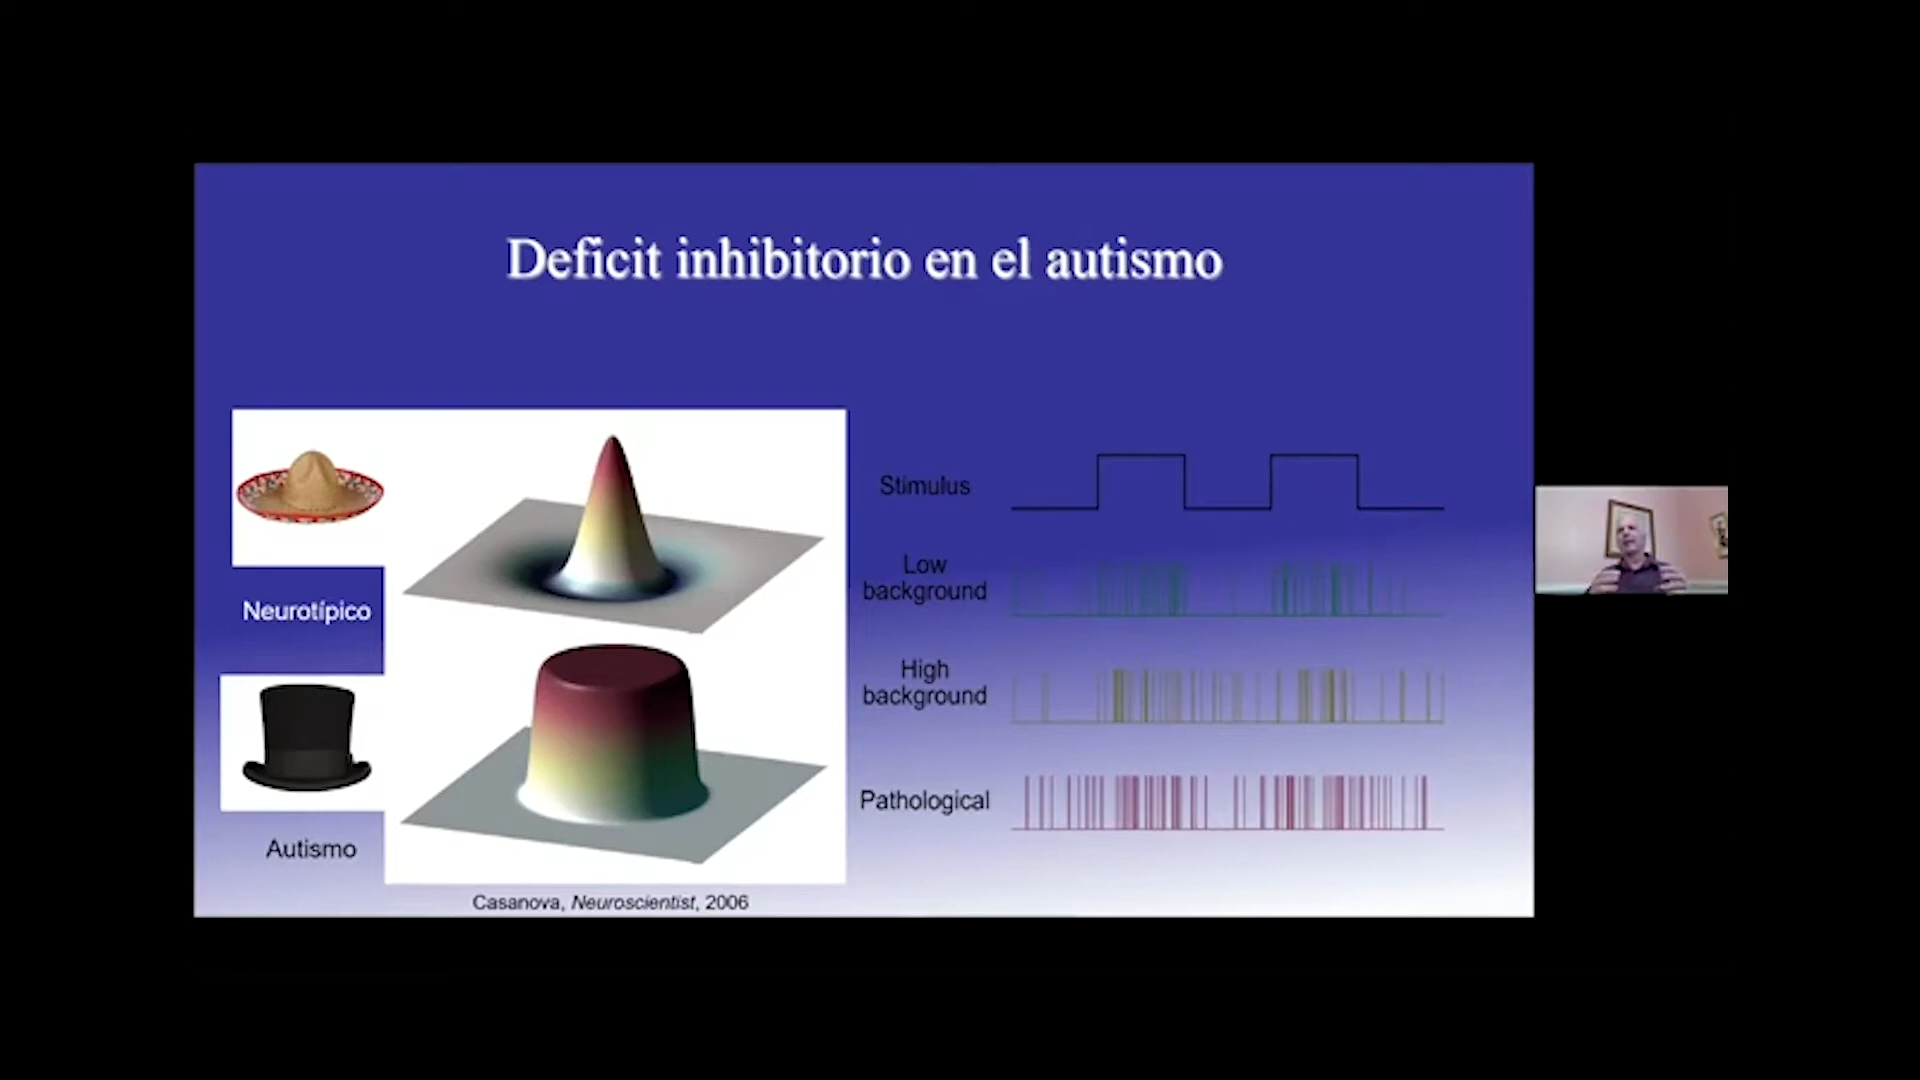 Deficit inhibitorio en el autismo
Neurotípico
Autismo
Casanova, Neuroscientist, 2006
Stimulus
Low
background
High
background
Pathological